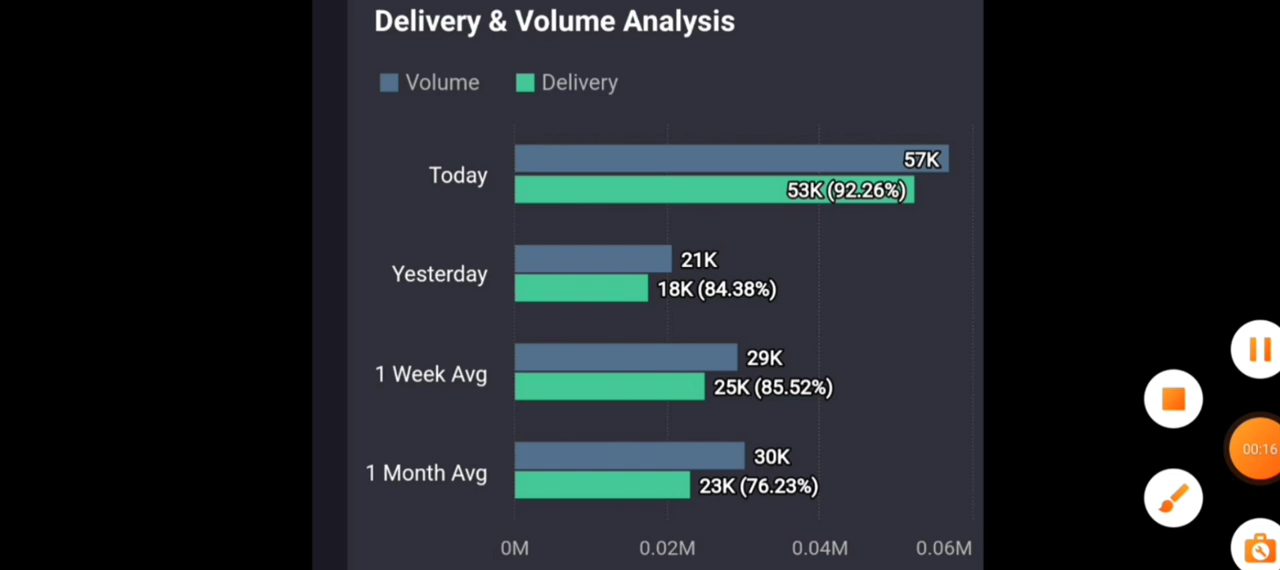 Delivery & Volume Analysis
Volume Delivery
Today
57K
53K (92.26%)
Yesterday
21K
18K (84.38%)
1 Week Avg
29K
25K (85.52%)
1 Month Avg
30K
23K (76.23%)
0M 0.02M 0.04M 0.06M
00:16